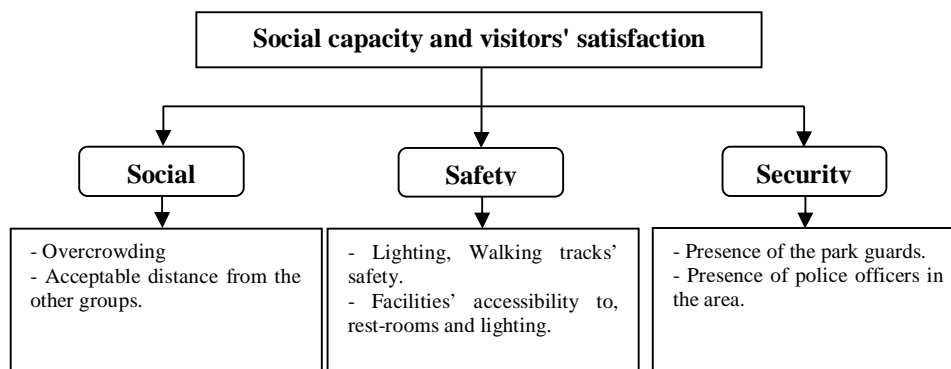 Social capacity and visitors' satisfaction
Social
Safety
Security
- Overcrowding
- Acceptable distance from the
other groups.
- Lighting, Walking tracks’
safety.
- Facilities’ accessibility to,
rest-rooms and lighting.
- Presence of the park guards.
- Presence of police officers in
the area.